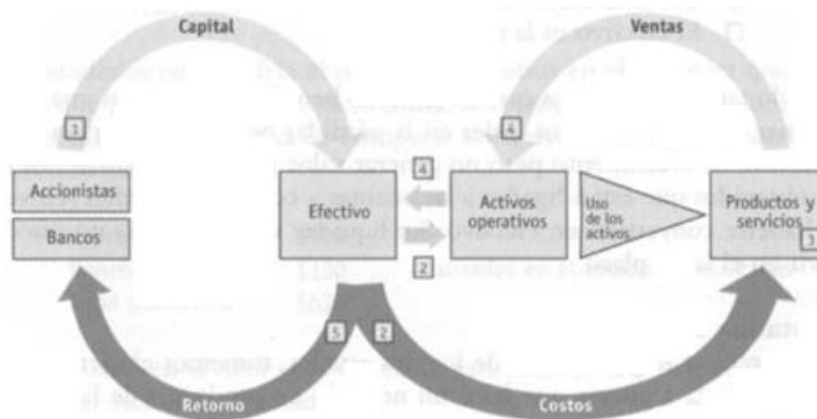 Capital
Ventas
1
4
4
Accionistas
Bancos
Efectivo
Activos
operativos
Uso
de los
activos
Productos y
servicios
3
2
5
2
Retorno
Costos